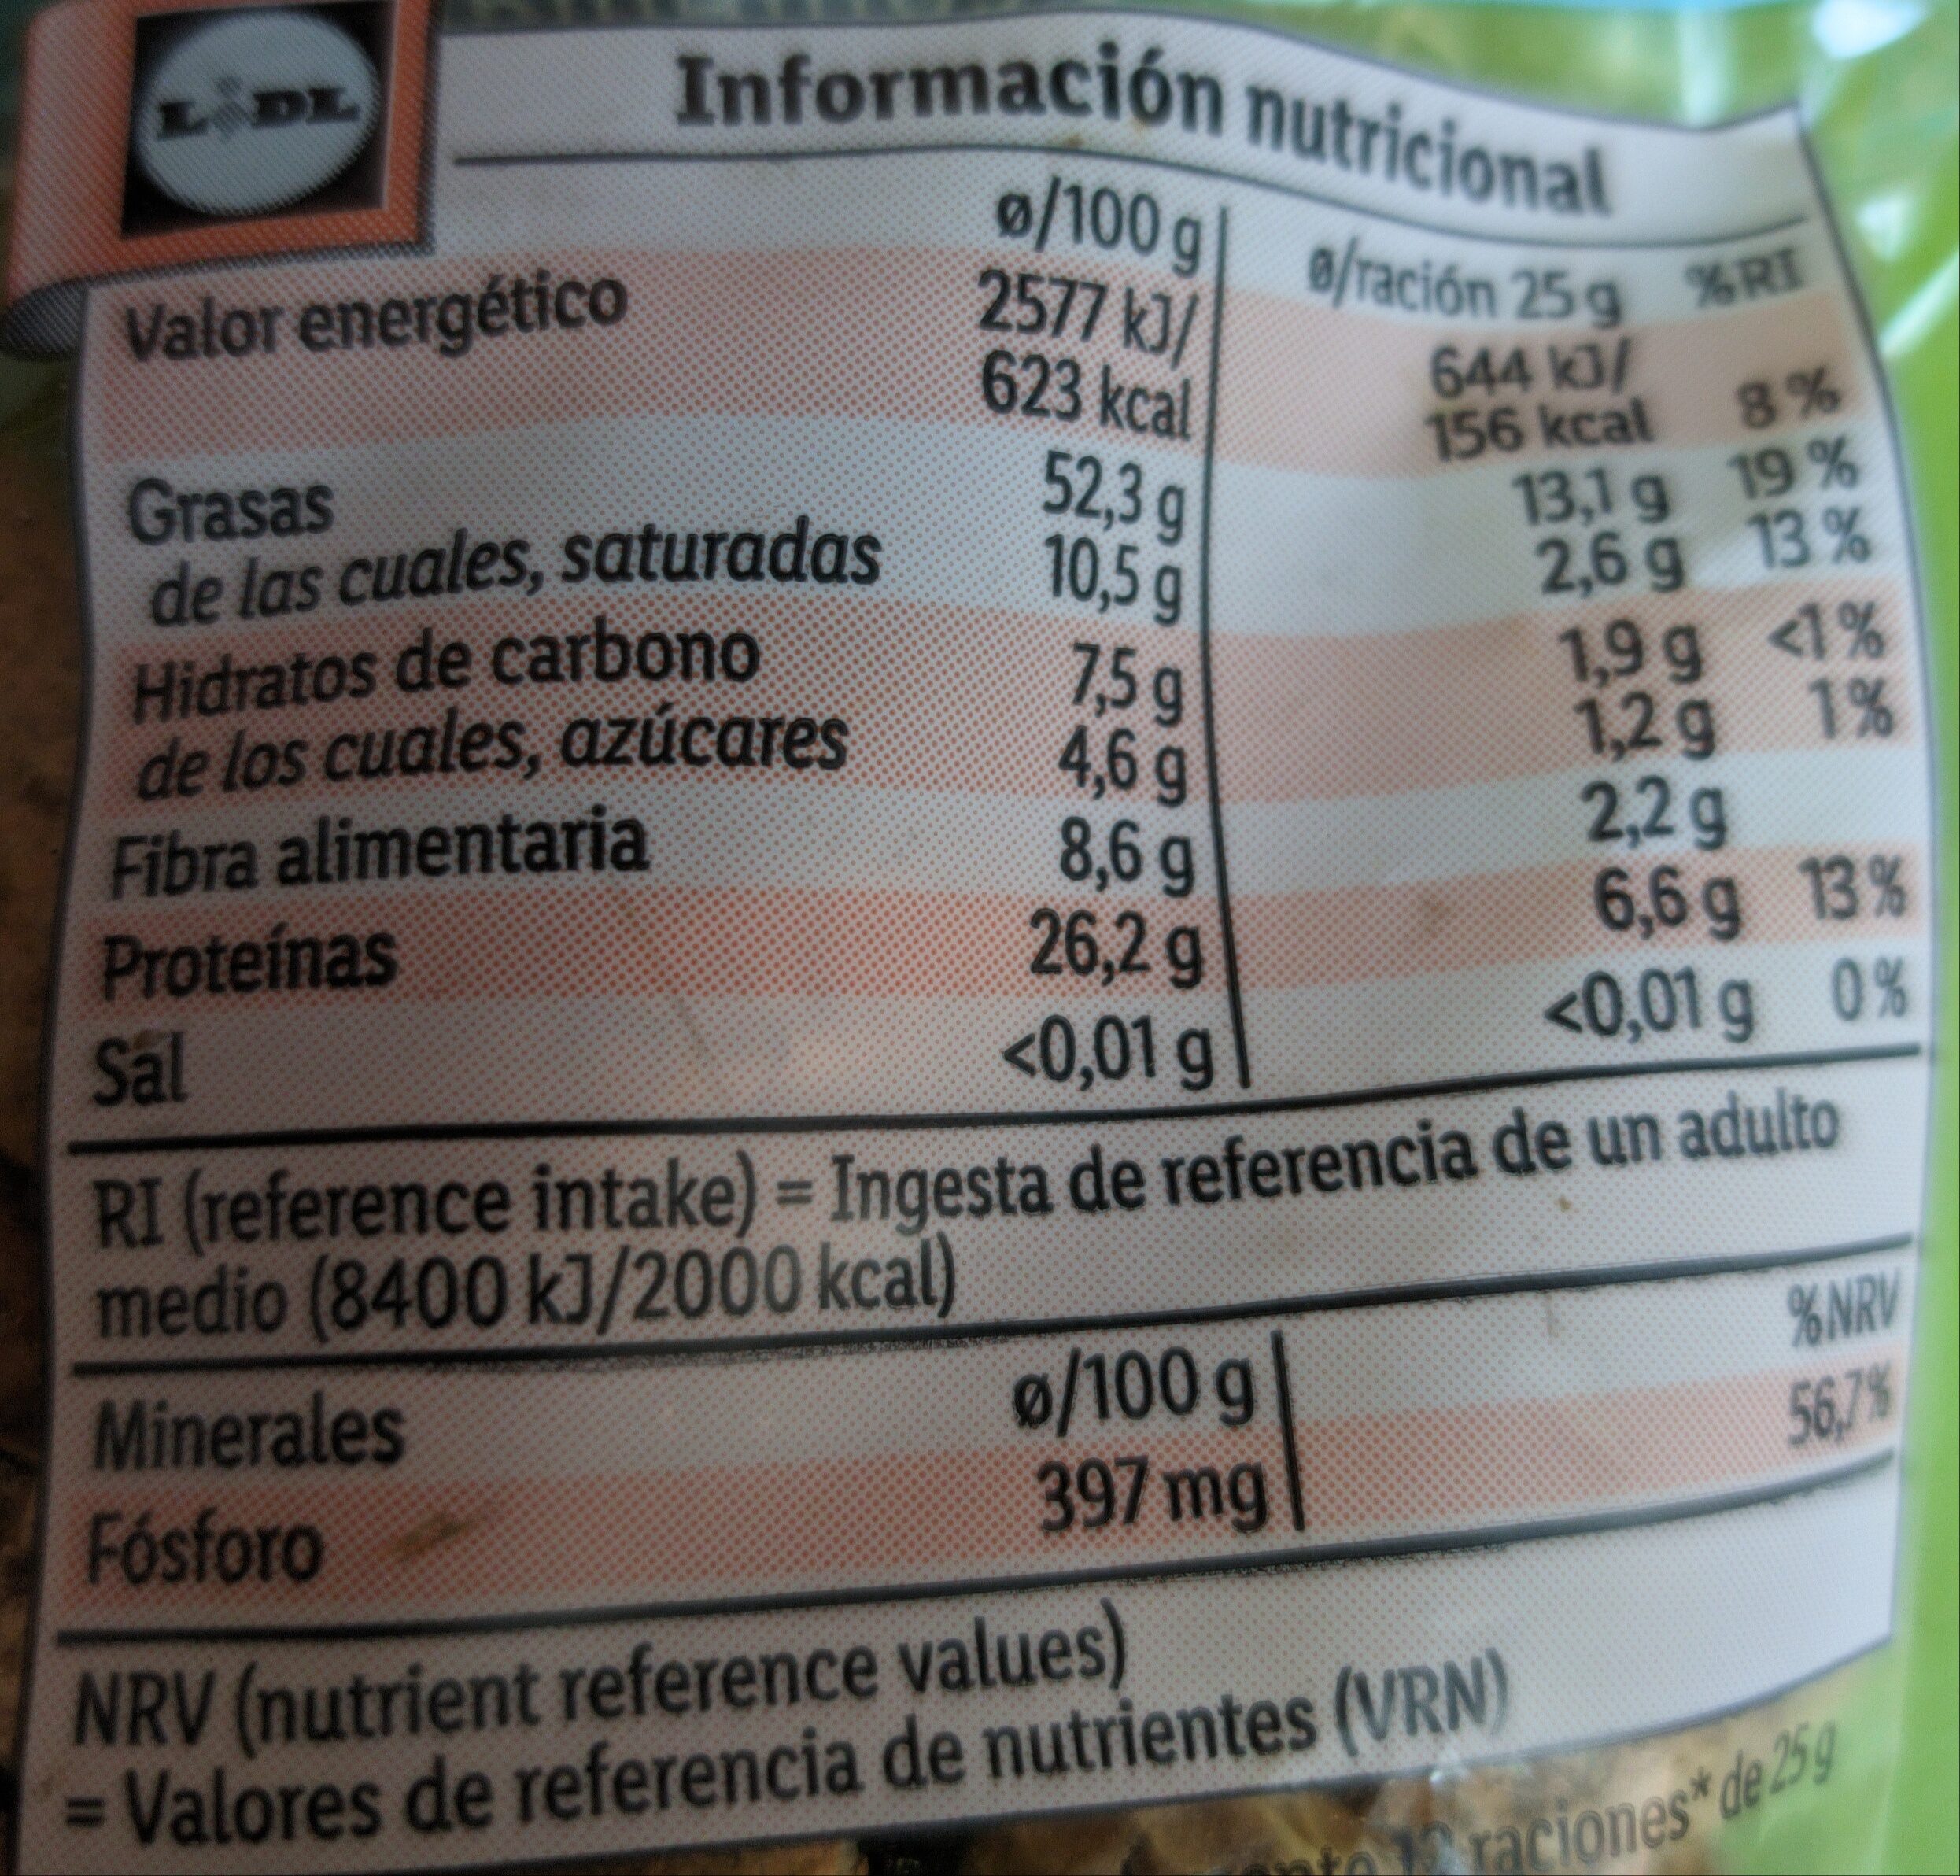 LIDL
Información nutricional
ø/100 g ø/ración 25 g %RI
Valor energético 2577 kJ/ 644 kJ/
623 kcal 156 kcal 8 %
Grasas 52,3 g 13,1 g 19 %
de las cuales, saturadas 10,5 g 2,6 g 13 %
Hidratos de carbono 7,5 g 1,9 g <1 %
de los cuales, azúcares 4,6 g 1,2 g 1 %
Fibra alimentaria 8,6 g 2,2 g
Proteínas 26,2 g 6,6 g 13 %
Sal <0,01 g <0,01 g 0 %
RI (reference intake) = Ingesta de referencia de un adulto
medio (8400 kJ/2000 kcal)
Minerales ø/100 g %NRV
Fósforo 397 mg 56,7%
NRV (nutrient reference values)
= Valores de referencia de nutrientes (VRN)
raciones* de 25 g